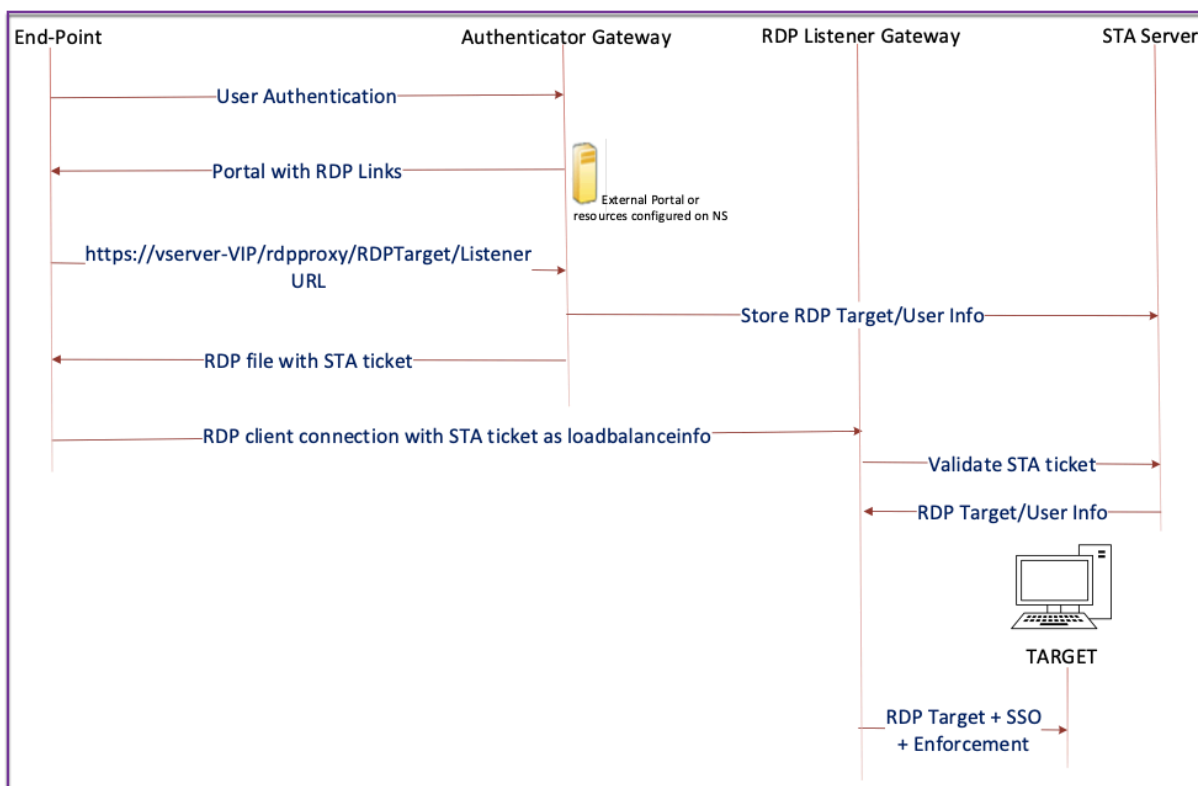 End-Point
Authenticator Gateway
RDP Listener Gateway
STA Server
User Authentication
Portal with RDP Links
External Portal or
resources configured on NS
https://vserver-VIP/rdpproxy/RDPTarget/Listener
URL
Store RDP Target/User Info
RDP file with STA ticket
RDP client connection with STA ticket as loadbalanceinfo
Validate STA ticket
RDP Target/User Info
TARGET
RDP Target + SSO
+ Enforcement